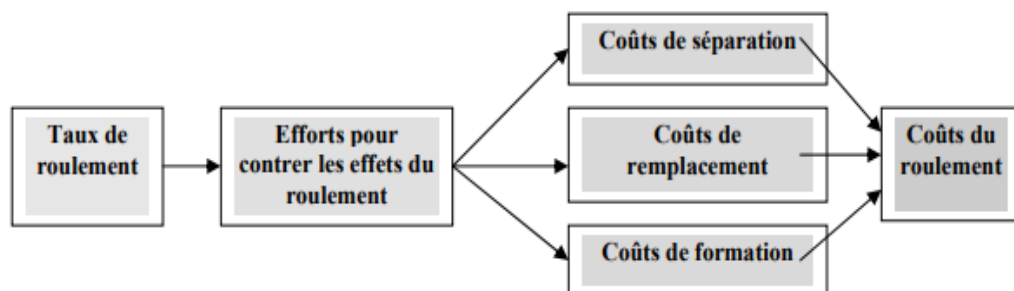 Taux de
roulement
Efforts pour
contrer les effets du
roulement
Coûts de séparation
Coûts de
remplacement
Coûts de formation
Coûts du
roulement